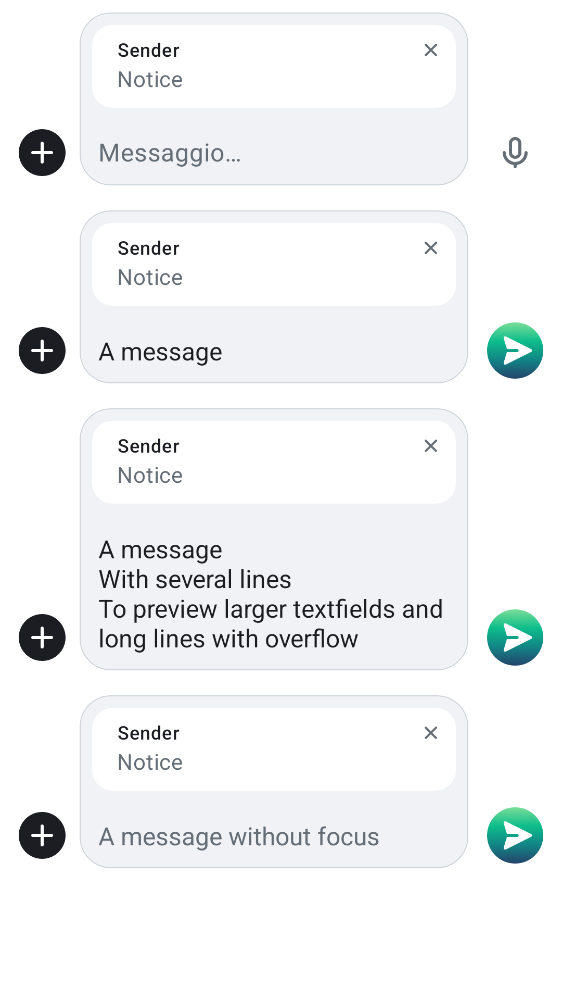 Sender
Notice
Messaggio…
Sender
Notice
A message
Sender
Notice
A message
With several lines
To preview larger textfields and
long lines with overflow
Sender
Notice
A message without focus